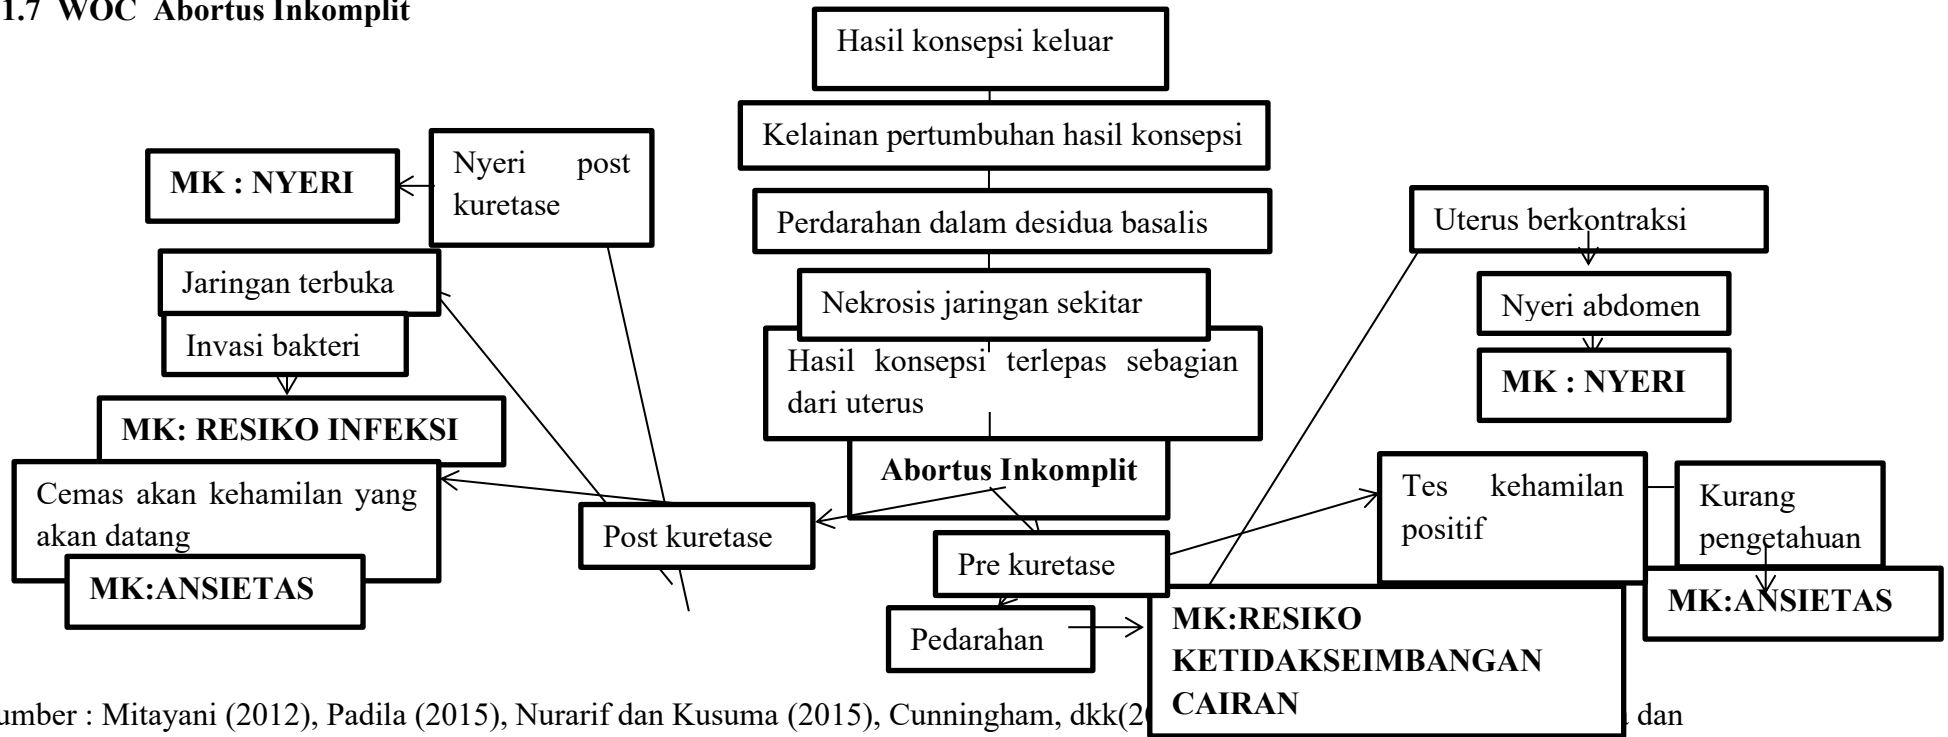 1.7 WOC Abortus Inkomplit
Hasil konsepsi keluar
Kelainan pertumbuhan hasil konsepsi
Perdarahan dalam desidua basalis
Nekrosis jaringan sekitar
Hasil konsepsi terlepas sebagian
dari uterus
Abortus Inkomplit
Nyeri post
kuretase
MK : NYERI
Jaringan terbuka
Invasi bakteri
MK: RESIKO INFEKSI
Cemas akan kehamilan yang
akan datang
MK:ANSIETAS
Post kuretase
Pre kuretase
Pedarahan
MK:RESIKO
KETIDAKSEIMBANGAN
CAIRAN
Uterus berkontraksi
Nyeri abdomen
MK : NYERI
Tes kehamilan
positif
Kurang
pengetahuan
MK:ANSIETAS
umber : Mitayani (2012), Padila (2015), Nurarif dan Kusuma (2015), Cunningham, dkk(2 dan